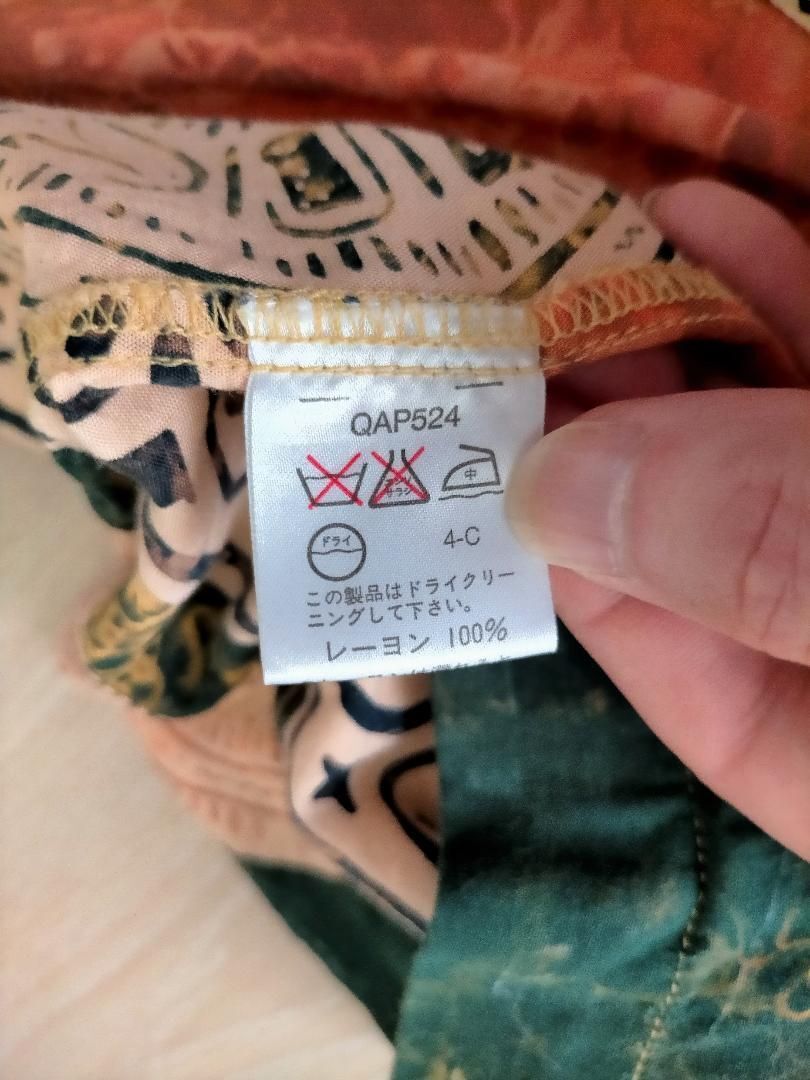 QAP524
中
ドライ
4-C
この製品はドライクリー
ニングして下さい。
レーヨン 100%